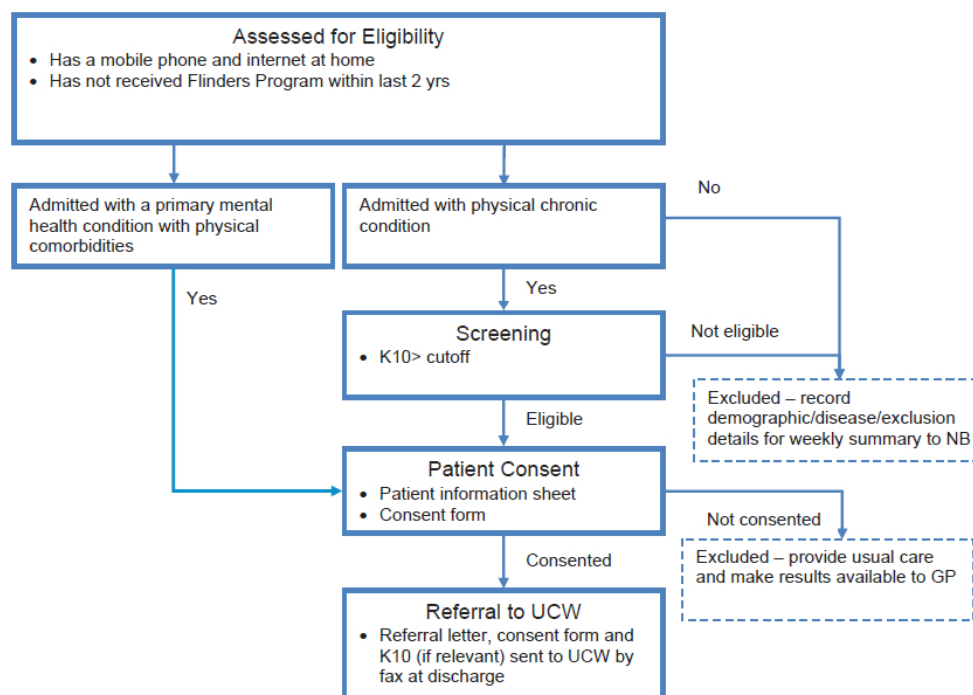 Assessed for Eligibility
• Has a mobile phone and internet at home
• Has not received Flinders Program within last 2 yrs
Admitted with a primary mental
health condition with physical
comorbidities
Admitted with physical chronic
condition
No
Yes
Yes
Screening
• K10> cutoff
Not eligible
Excluded – record
demographic/disease/exclusion
details for weekly summary to NB
Eligible
Patient Consent
• Patient information sheet
• Consent form
Not consented
Excluded – provide usual care
and make results available to GP
Consented
Referral to UCW
• Referral letter, consent form and
K10 (if relevant) sent to UCW by
fax at discharge